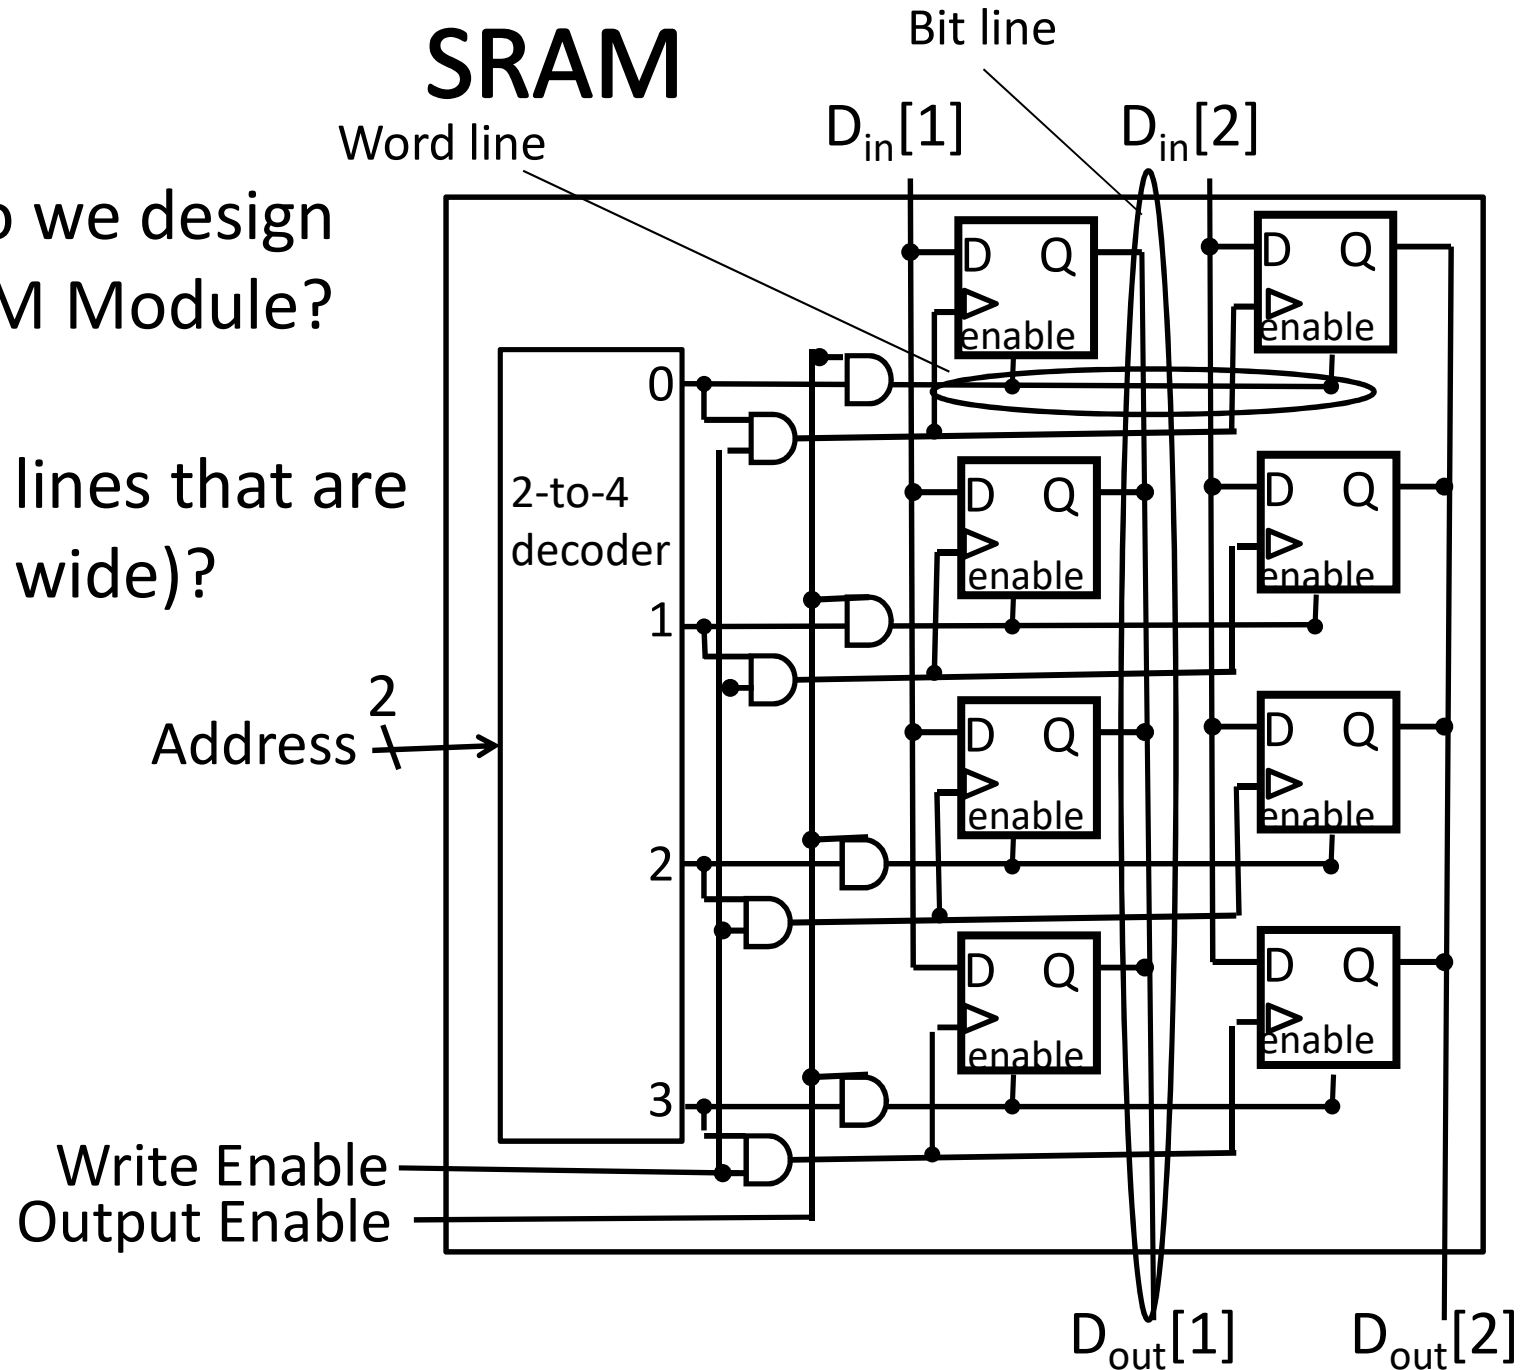 SRAM
Bit line
Word line
Din[1]
Din[2]
o we design
M Module?
lines that are
wide)?
2-to-4
decoder
0
1
2
3
Address
2
Write Enable
Output Enable
D Q
enable
D Q
enable
D Q
enable
D Q
enable
D Q
enable
D Q
enable
D Q
enable
D Q
enable
Dout[1]
Dout[2]